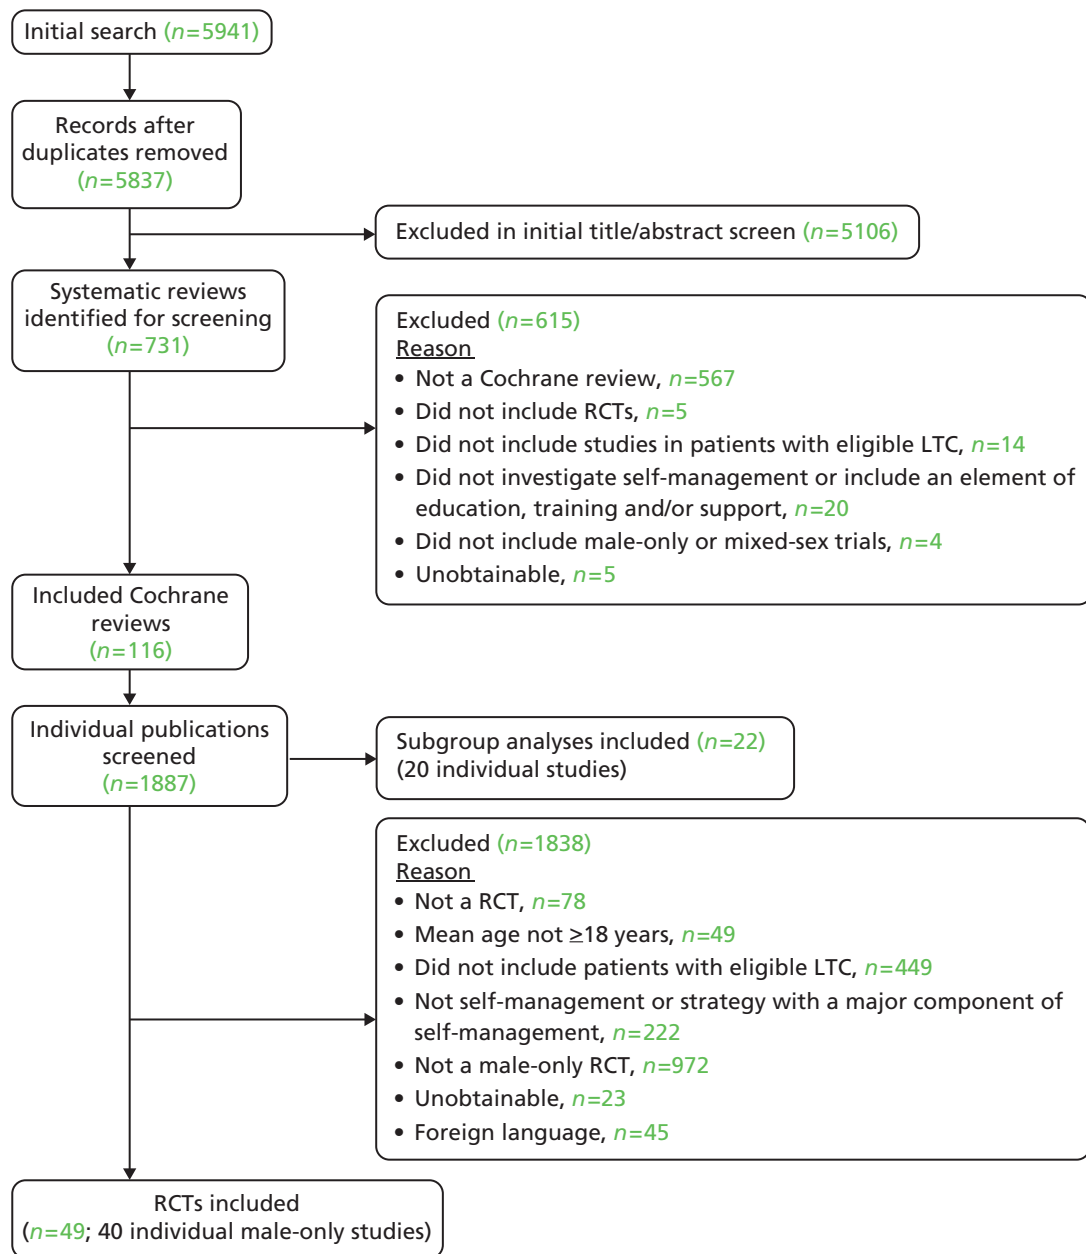 Initial search (n=5941)
Records after
duplicates removed
(n=5837)
Excluded in initial title/abstract screen (n=5106)
Systematic reviews
identified for screening
(n=731)
Excluded (n=615)
Reason
• Not a Cochrane review, n=567
• Did not include RCTs, n=5
• Did not include studies in patients with eligible LTC, n=14
• Did not investigate self-management or include an element of
education, training and/or support, n=20
• Did not include male-only or mixed-sex trials, n=4
• Unobtainable, n=5
Included Cochrane
reviews
(n=116)
Individual publications
screened
(n=1887)
Subgroup analyses included (n=22)
(20 individual studies)
Excluded (n=1838)
Reason
• Not a RCT, n=78
• Mean age not ≥18 years, n=49
• Did not include patients with eligible LTC, n=449
• Not self-management or strategy with a major component of
self-management, n=222
• Not a male-only RCT, n=972
• Unobtainable, n=23
• Foreign language, n=45
RCTs included
(n=49; 40 individual male-only studies)